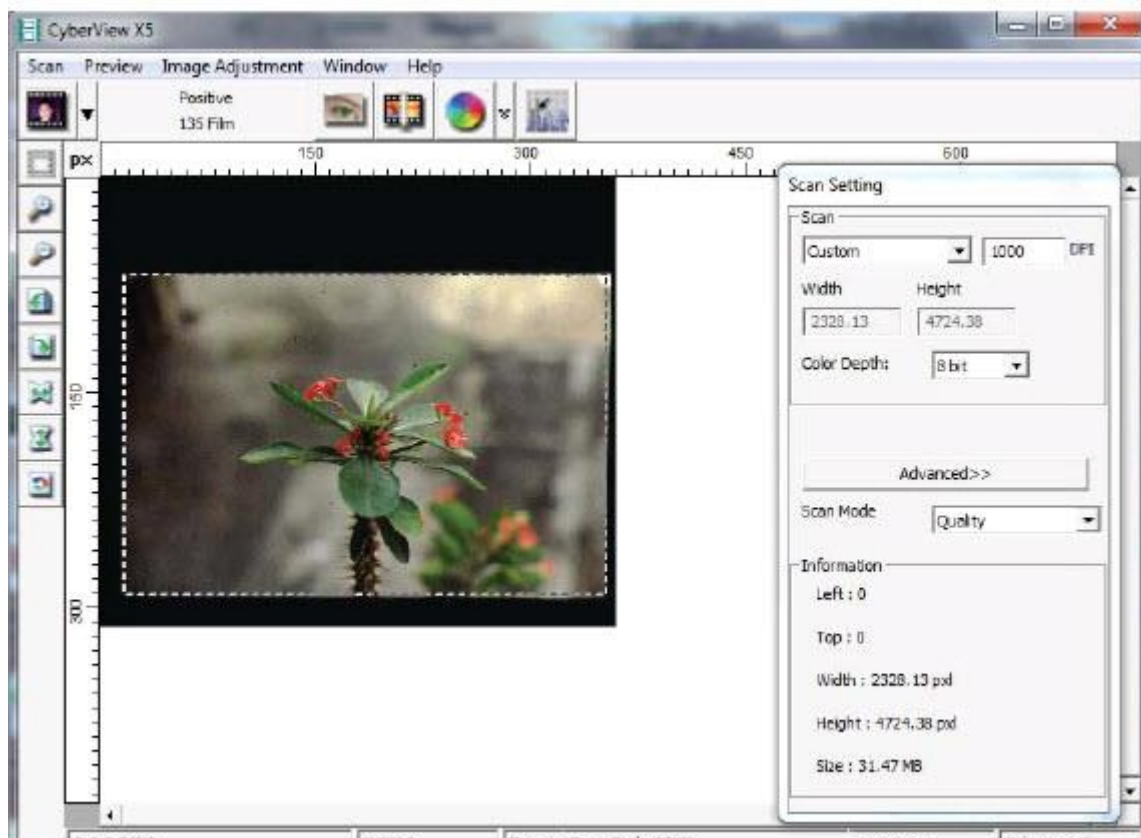 CyberView X5
Scan Preview Image Adjustment Window Help
Positive
135 Film
px
150 300 450 600
150
300
Scan Setting
Scan
Custom 1000 DPI
Width Height
2328.13 4724.38
Color Depth: 8 bit
Advanced>>
Scan Mode Quality
Information
Left : 0
Top : 0
Width : 2328.13 pxl
Height : 4724.38 pxl
Size : 31.47 MB